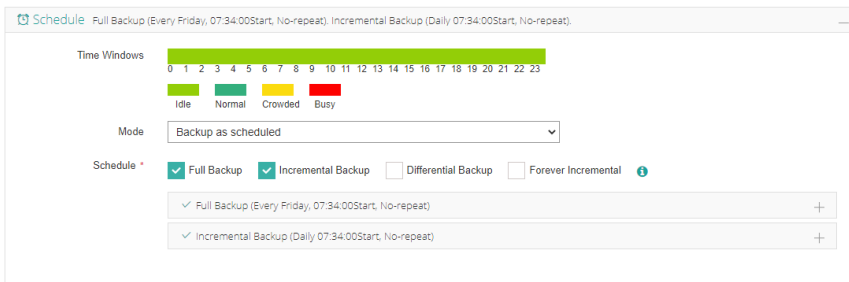 Schedule Full Backup (Every Friday, 07:34:00Start, No-repeat). Incremental Backup (Daily 07:34:00Start, No-repeat).
Time Windows
0 1 2 3 4 5 6 7 8 9 10 11 12 13 14 15 16 17 18 19 20 21 22 23
Idle Normal Crowded Busy
Mode Backup as scheduled
Schedule * Full Backup Incremental Backup Differential Backup Forever Incremental
Full Backup (Every Friday, 07:34:00Start, No-repeat)
Incremental Backup (Daily 07:34:00Start, No-repeat)